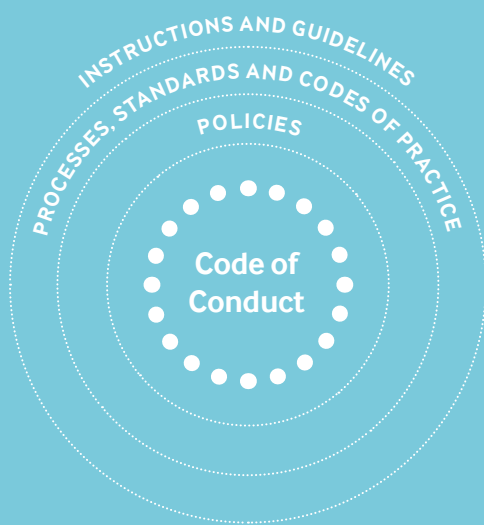 INSTRUCTIONS AND GUIDELINES
PROCESSES, STANDARDS AND CODES OF PRACTICE
POLICIES
Code of
Conduct